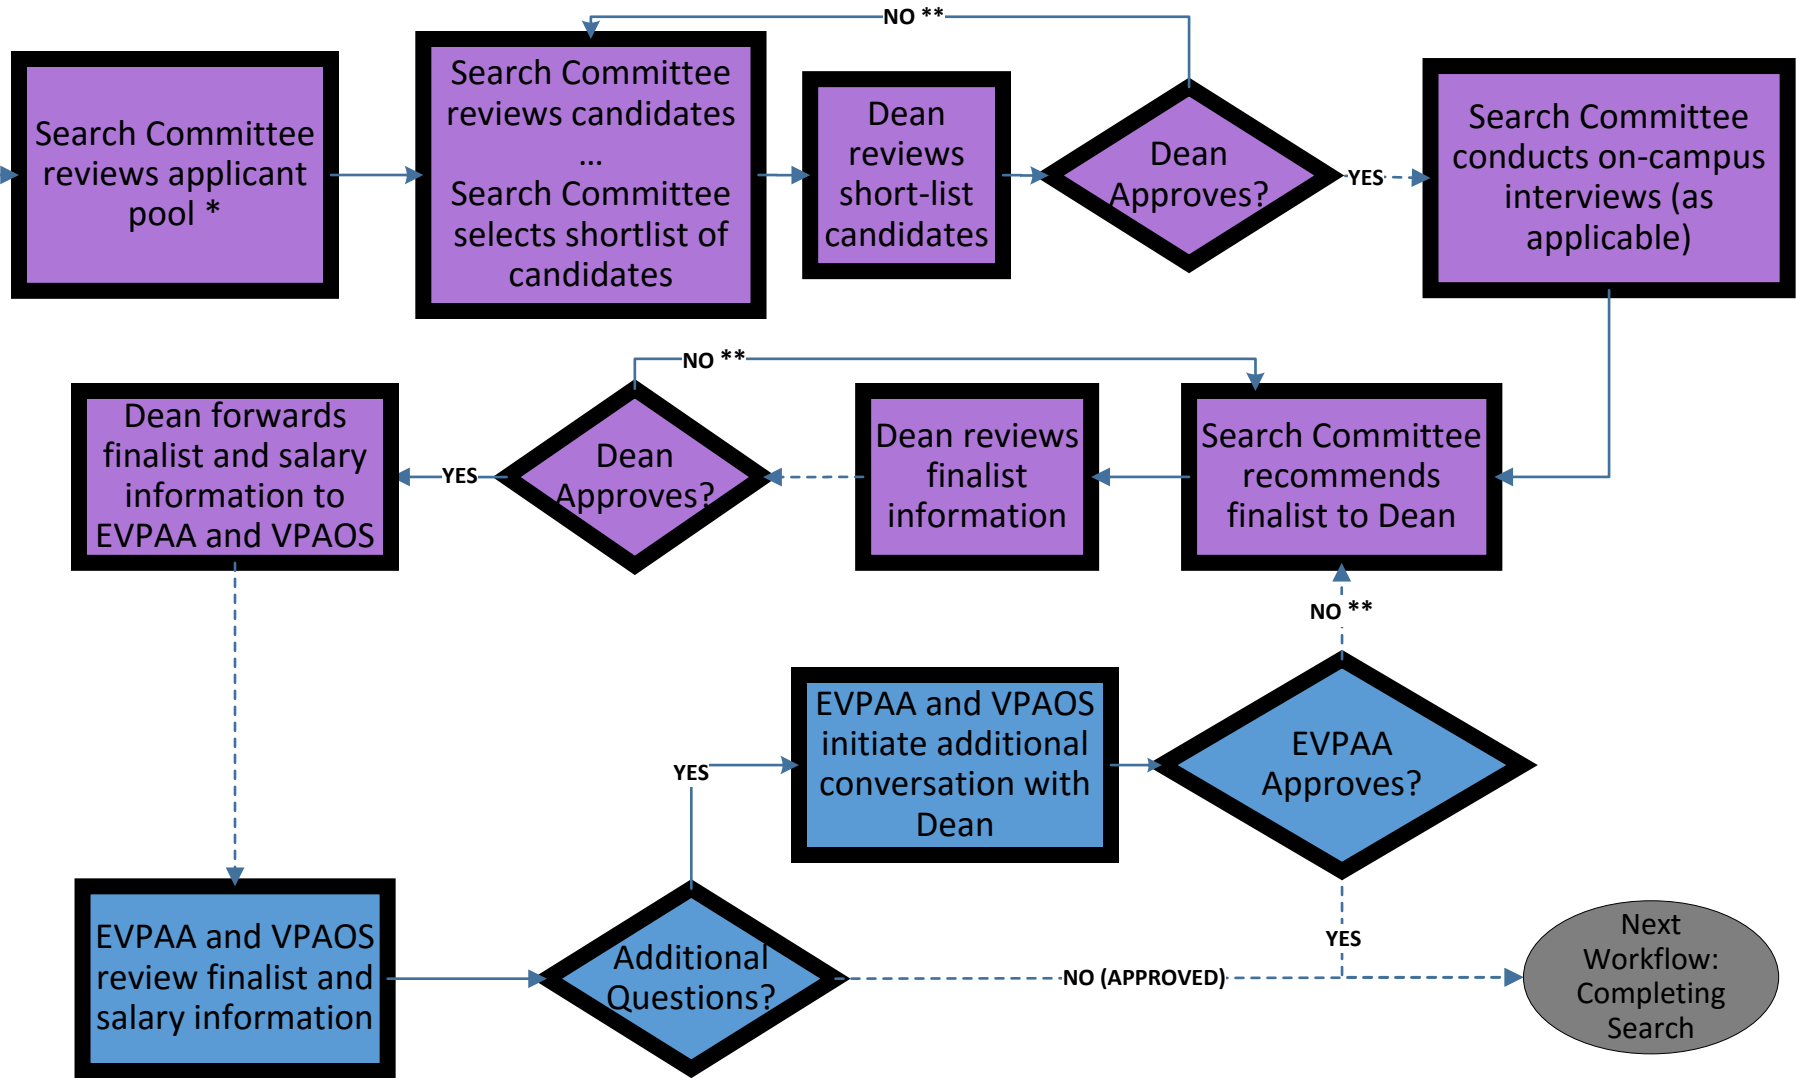 NO **
Search Committee
reviews applicant
pool *
Search Committee
reviews candidates
...
Search Committee
selects shortlist of
candidates
Dean
reviews
short-list
candidates
Dean
Approves?
YES
Search Committee
conducts on-campus
interviews (as
applicable)
NO **
Dean forwards
finalist and salary
information to
EVPAA and VPAOS
YES
Dean
Approves?
Dean reviews
finalist
information
Search Committee
recommends
finalist to Dean
NO **
EVPAA and VPAOS
initiate additional
conversation with
Dean
EVPAA
Approves?
YES
EVPAA and VPAOS
review finalist and
salary information
Additional
Questions?
NO (APPROVED)
YES
Next
Workflow:
Completing
Search